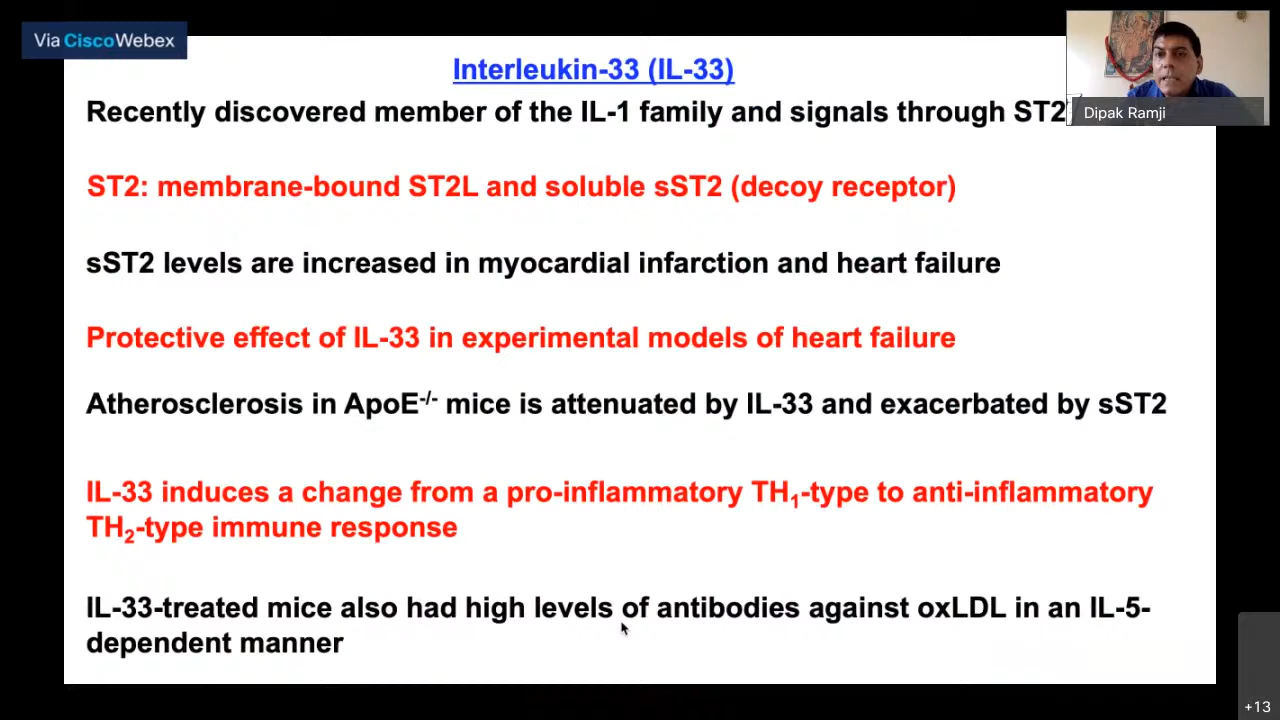 Via CiscoWebex
Interleukin-33 (IL-33)
Recently discovered member of the IL-1 family and signals through ST2
Dipak Ramji
ST2: membrane-bound ST2L and soluble sST2 (decoy receptor)
sST2 levels are increased in myocardial infarction and heart failure
Protective effect of IL-33 in experimental models of heart failure
Atherosclerosis in ApoE-/- mice is attenuated by IL-33 and exacerbated by sST2
IL-33 induces a change from a pro-inflammatory TH1-type to anti-inflammatory
TH2-type immune response
IL-33-treated mice also had high levels of antibodies against oxLDL in an IL-5-
dependent manner
+13